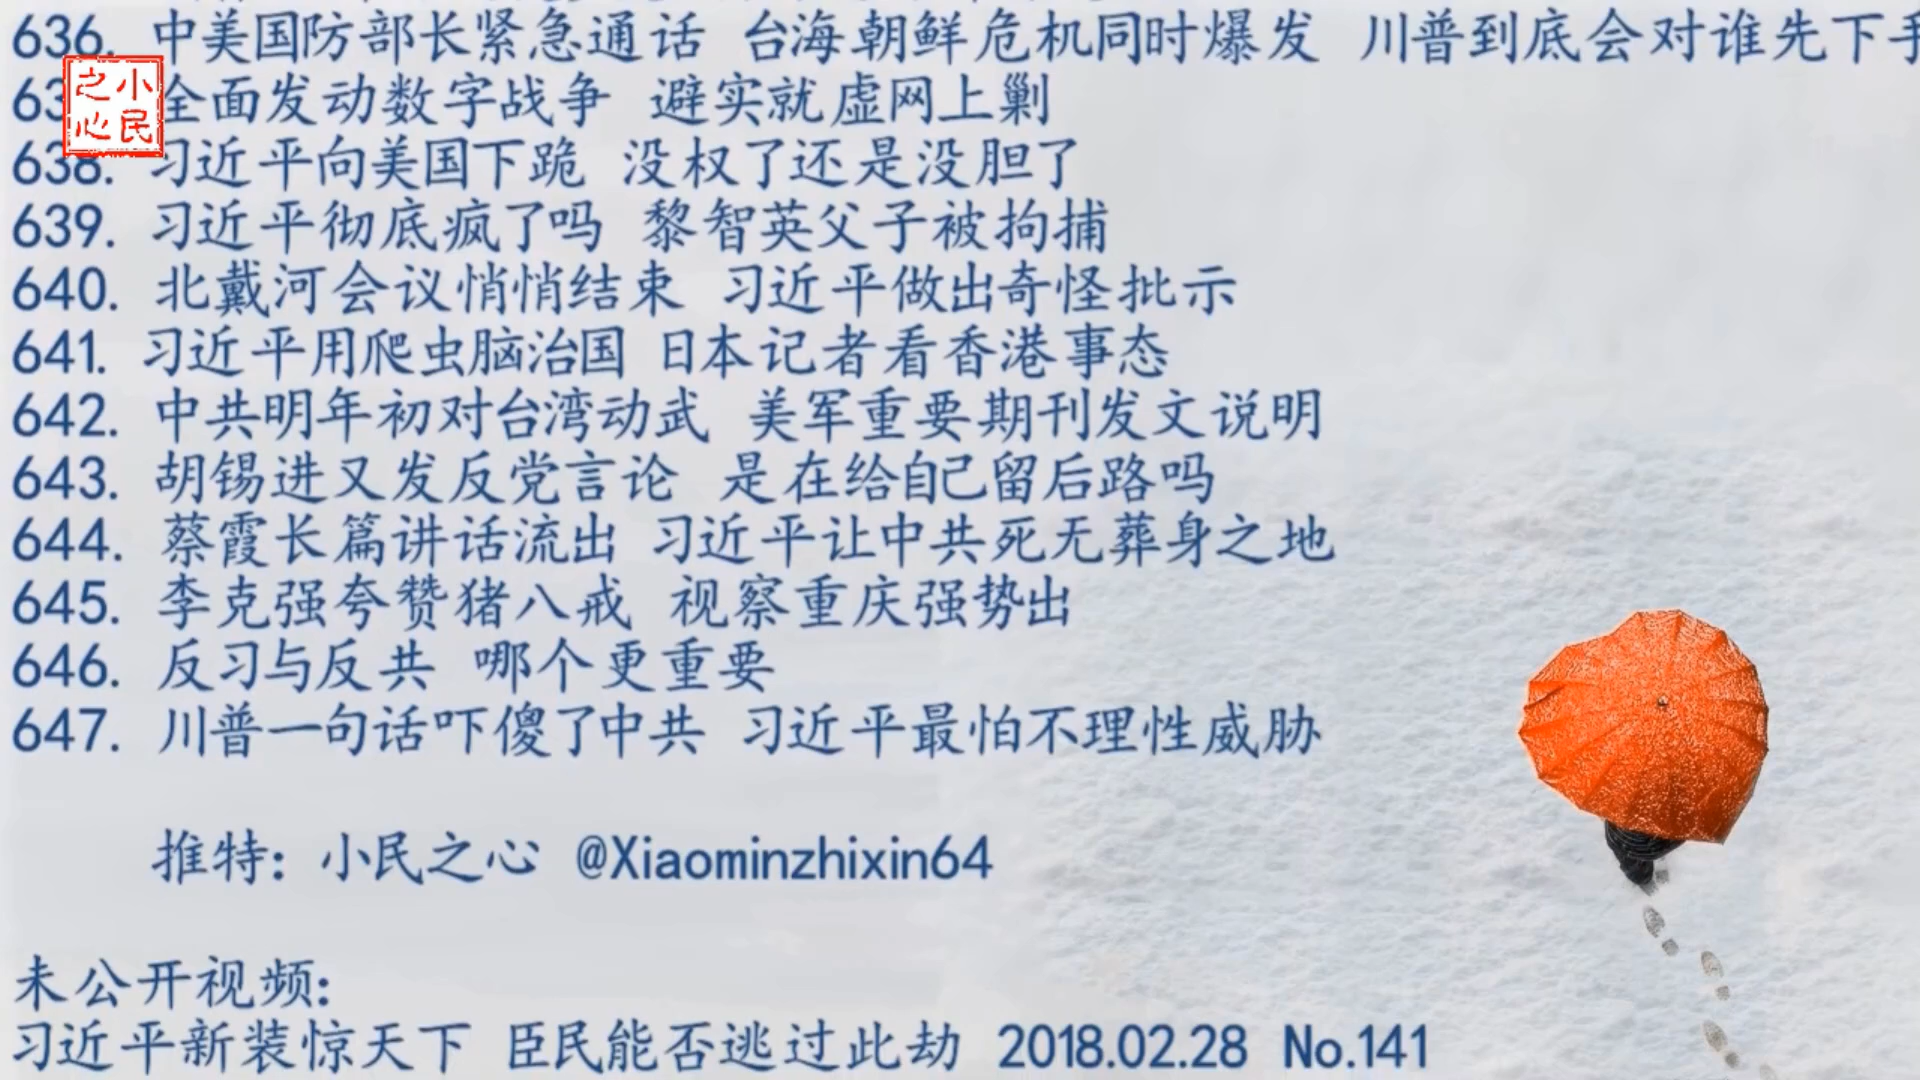 636. 中美国防部长紧急通话 台海朝鲜危机同时爆发 川普到底会对谁先下手
63 全面发动数字战争 避实就虚网上剿
638. 习近平向美国下跪 没权了还是没胆了
639. 习近平彻底疯了吗 黎智英父子被拘捕
640. 北戴河会议悄悄结束 习近平做出奇怪批示
641. 习近平用爬虫脑治国 日本记者看香港事态
642. 中共明年初对台湾动武 美军重要期刊发文说明
643. 胡锡进又发反党言论 是在给自己留后路吗
644. 蔡霞长篇讲话流出 习近平让中共死无葬身之地
645. 李克强夸赞猪八戒 视察重庆强势出
646. 反习与反共 哪个更重要
647. 川普一句话吓傻了中共 习近平最怕不理性威胁
推特：小民之心 @Xiaominzhixin64
未公开视频：
习近平新装惊天下 臣民能否逃过此劫 2018.02.28 No.141
小民之心